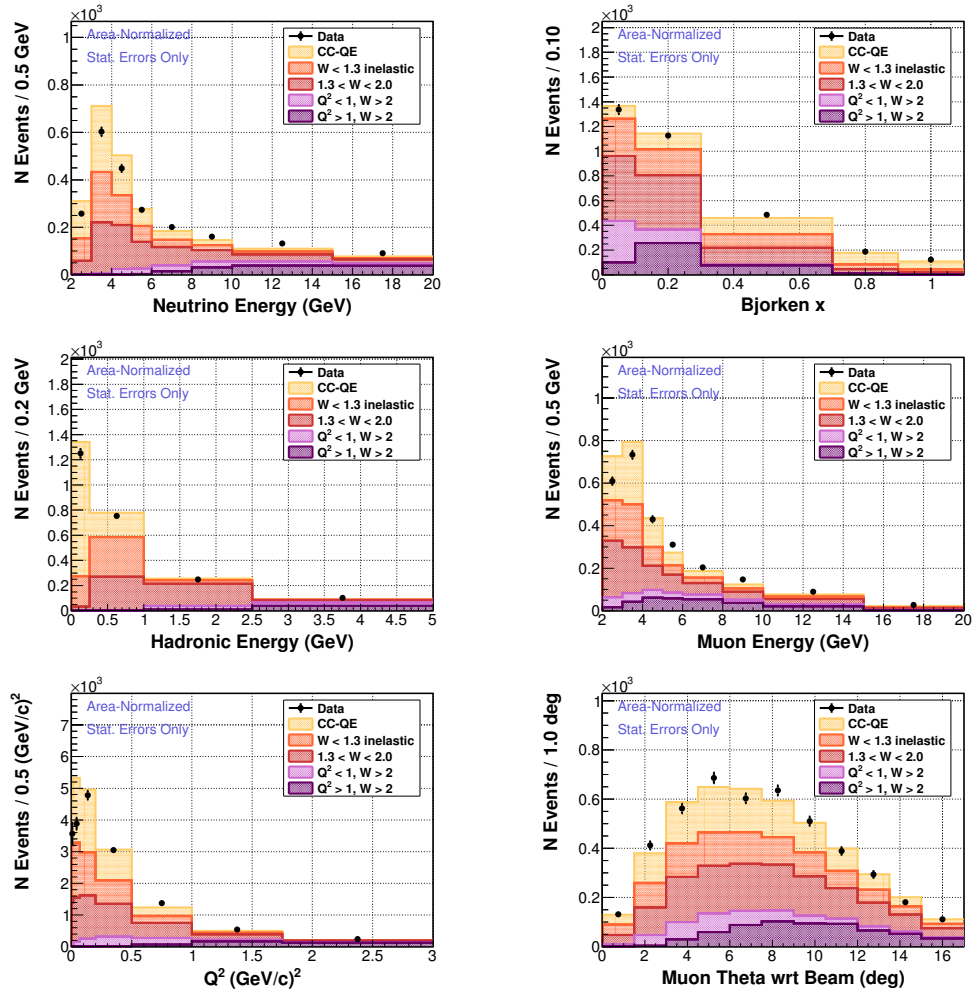 ×10³
N Events / 0.5 GeV
Area-Normalized
Stat. Errors Only
Data
CC-QE
W < 1.3 inelastic
1.3 < W < 2.0
Q² < 1, W > 2
Q² > 1, W > 2
1
0.8
0.6
0.4
0.2
0
2 4 6 8 10 12 14 16 18 20
Neutrino Energy (GeV)
×10³
N Events / 0.10
Area-Normalized
Stat. Errors Only
Data
CC-QE
W < 1.3 inelastic
1.3 < W < 2.0
Q² < 1, W > 2
Q² > 1, W > 2
2
1.8
1.6
1.4
1.2
1
0.8
0.6
0.4
0.2
0
0 0.2 0.4 0.6 0.8 1
Bjorken x
×10³
N Events / 0.2 GeV
Area-Normalized
Stat. Errors Only
Data
CC-QE
W < 1.3 inelastic
1.3 < W < 2.0
Q² < 1, W > 2
Q² > 1, W > 2
2
1.8
1.6
1.4
1.2
1
0.8
0.6
0.4
0.2
0
0 0.5 1 1.5 2 2.5 3 3.5 4 4.5 5
Hadronic Energy (GeV)
×10³
N Events / 0.5 GeV
Area-Normalized
Stat. Errors Only
Data
CC-QE
W < 1.3 inelastic
1.3 < W < 2.0
Q² < 1, W > 2
Q² > 1, W > 2
1
0.8
0.6
0.4
0.2
0
2 4 6 8 10 12 14 16 18 20
Muon Energy (GeV)
×10³
N Events / 0.5 (GeV/c)²
Area-Normalized
Stat. Errors Only
Data
CC-QE
W < 1.3 inelastic
1.3 < W < 2.0
Q² < 1, W > 2
Q² > 1, W > 2
7
6
5
4
3
2
1
0
0 0.5 1 1.5 2 2.5 3
Q² (GeV/c)²
×10³
N Events / 1.0 deg
Area-Normalized
Stat. Errors Only
Data
CC-QE
W < 1.3 inelastic
1.3 < W < 2.0
Q² < 1, W > 2
Q² > 1, W > 2
1
0.8
0.6
0.4
0.2
0
0 2 4 6 8 10 12 14 16
Muon Theta wrt Beam (deg)